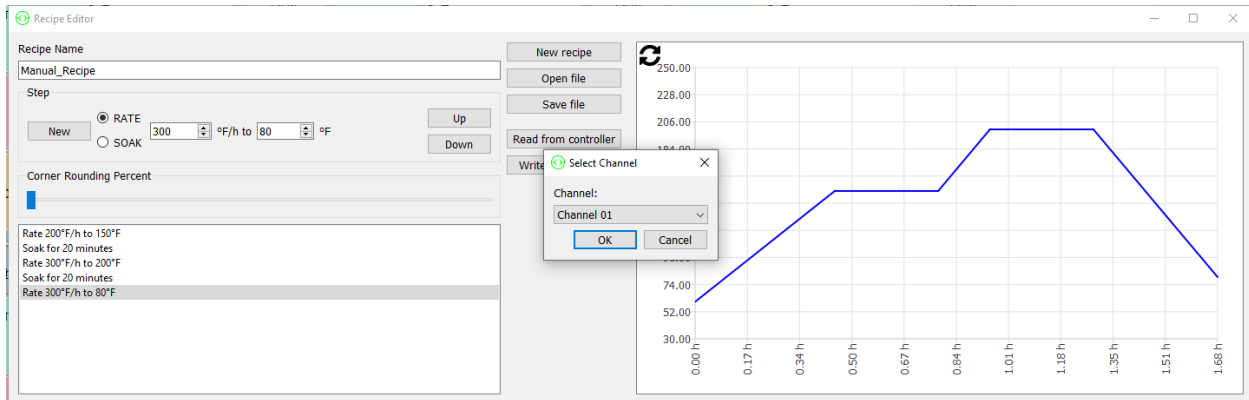 Recipe Editor
Recipe Name
Manual_Recipe
Step
New
RATE
SOAK
300 °F/h to 80 °F
Up
Down
Corner Rounding Percent
Rate 200°F/h to 150°F
Soak for 20 minutes
Rate 300°F/h to 200°F
Soak for 20 minutes
Rate 300°F/h to 80°F
New recipe
Open file
Save file
Read from controller
Write
Select Channel
Channel:
Channel 01
OK
Cancel
250.00
228.00
206.00
184.00
74.00
52.00
30.00
0.00 h
0.17 h
0.34 h
0.50 h
0.67 h
0.84 h
1.01 h
1.18 h
1.35 h
1.51 h
1.68 h